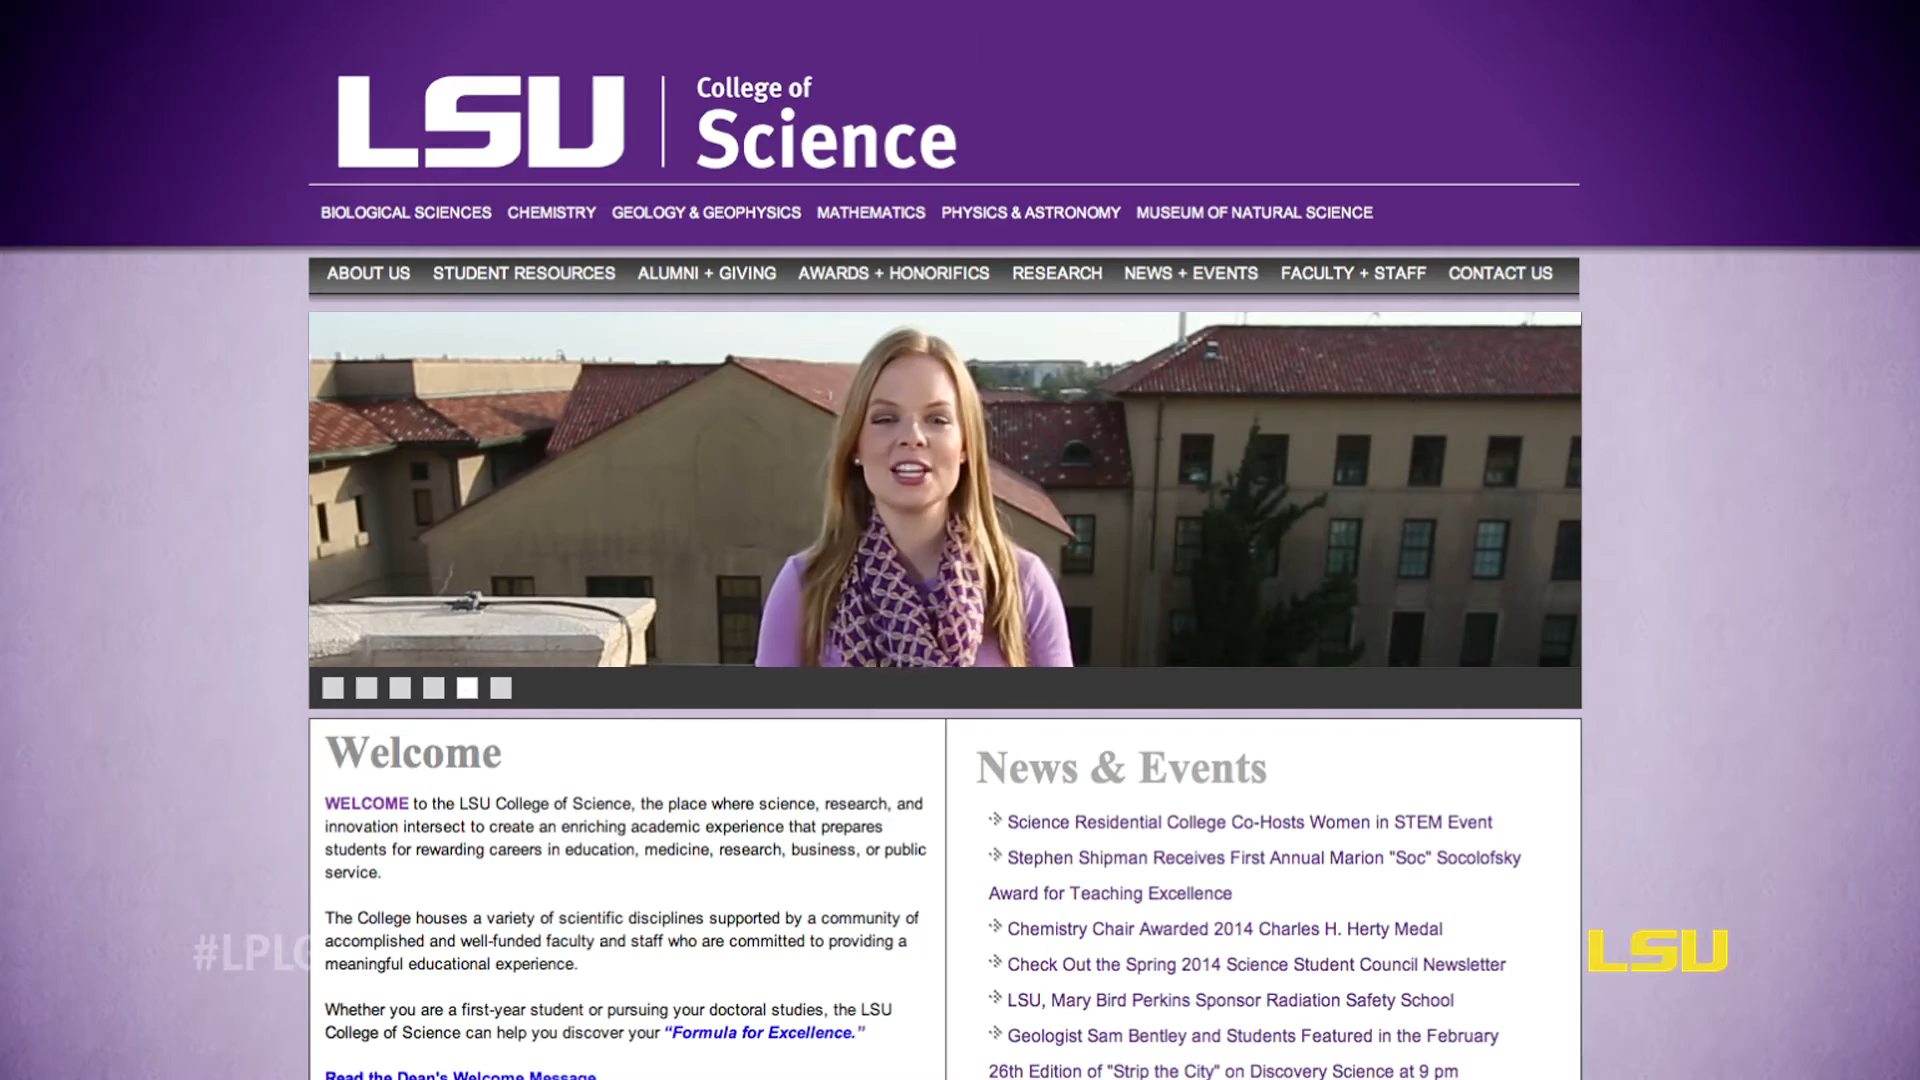 LSU College of Science
BIOLOGICAL SCIENCES CHEMISTRY GEOLOGY & GEOPHYSICS MATHEMATICS PHYSICS & ASTRONOMY MUSEUM OF NATURAL SCIENCE
ABOUT US STUDENT RESOURCES ALUMNI + GIVING AWARDS + HONORIFICS RESEARCH NEWS + EVENTS FACULTY + STAFF CONTACT US
Welcome
WELCOME to the LSU College of Science, the place where science, research, and
innovation intersect to create an enriching academic experience that prepares
students for rewarding careers in education, medicine, research, business, or public
service.
The College houses a variety of scientific disciplines supported by a community of
accomplished and well-funded faculty and staff who are committed to providing a
meaningful educational experience.
Whether you are a first-year student or pursuing your doctoral studies, the LSU
College of Science can help you discover your “Formula for Excellence.”
Read the Dean's Welcome Message
News & Events
Science Residential College Co-Hosts Women in STEM Event
Stephen Shipman Receives First Annual Marion "Soc" Socolofsky
Award for Teaching Excellence
Chemistry Chair Awarded 2014 Charles H. Herty Medal
Check Out the Spring 2014 Science Student Council Newsletter
LSU, Mary Bird Perkins Sponsor Radiation Safety School
Geologist Sam Bentley and Students Featured in the February
26th Edition of "Strip the City" on Discovery Science at 9 pm
LSU